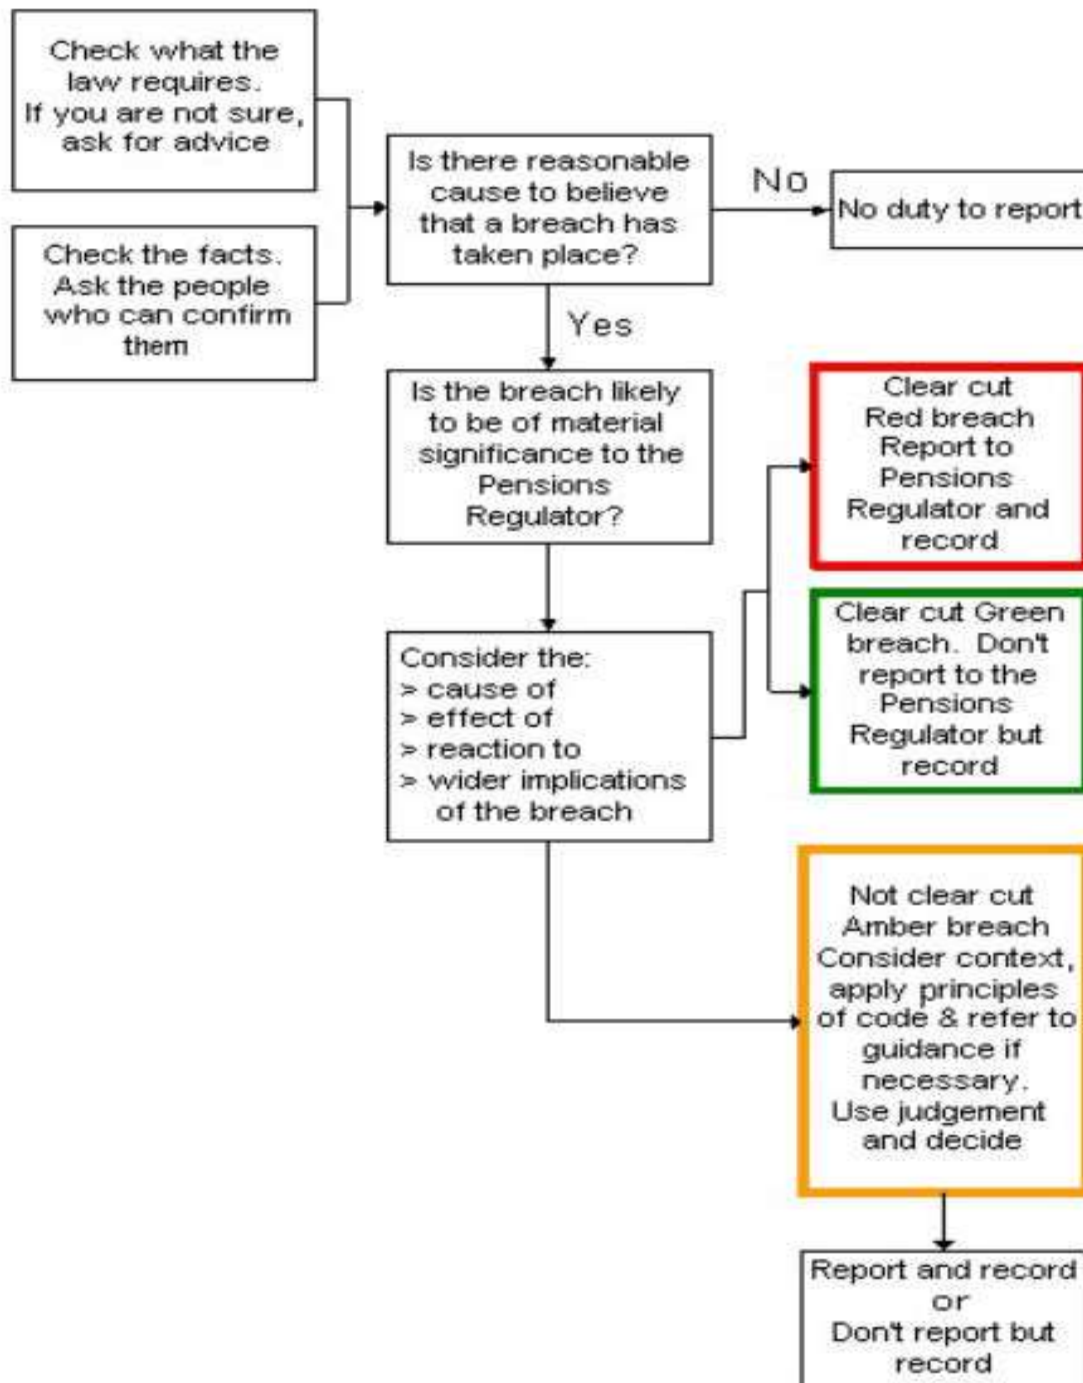 Check what the
law requires.
If you are not sure,
ask for advice
Check the facts.
Ask the people
who can confirm
them
Is there reasonable
cause to believe
that a breach has
taken place?
No
No duty to report
Yes
Is the breach likely
to be of material
significance to the
Pensions
Regulator?
Consider the:
> cause of
> effect of
> reaction to
> wider implications
of the breach
Clear cut
Red breach
Report to
Pensions
Regulator and
record
Clear cut Green
breach. Don't
report to the
Pensions
Regulator but
record
Not clear cut
Amber breach
Consider context,
apply principles
of code & refer to
guidance if
necessary.
Use judgement
and decide
Report and record
or
Don't report but
record